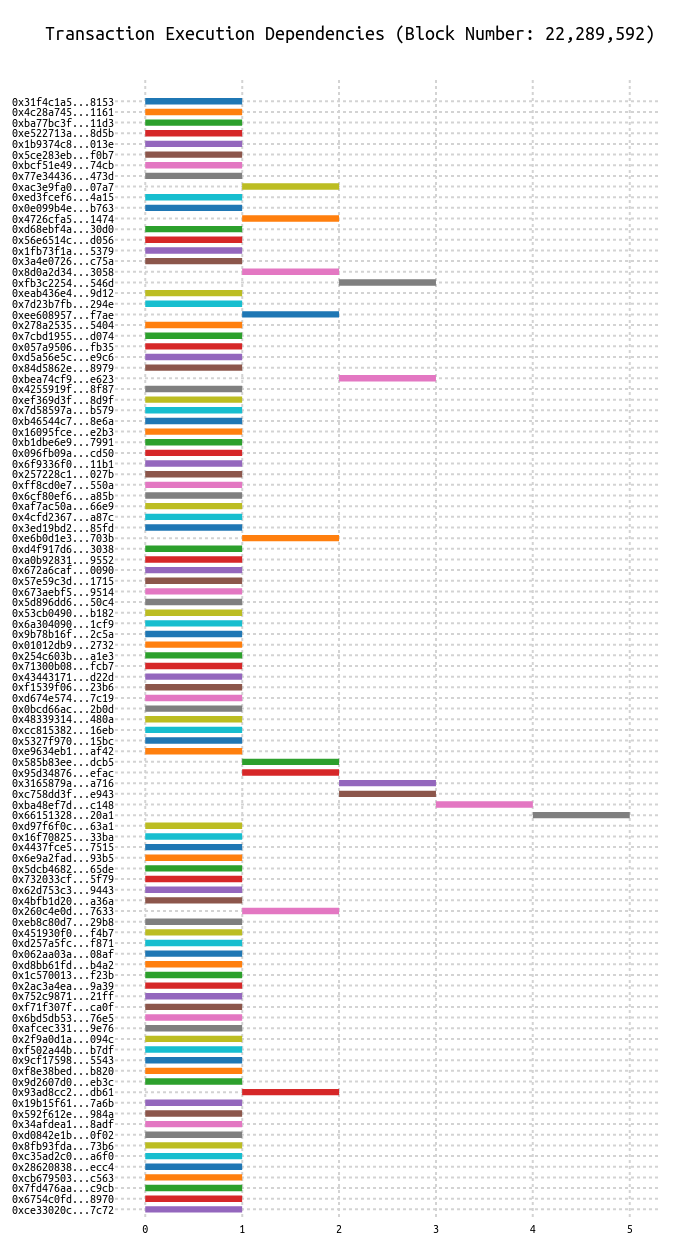 Transaction Execution Dependencies (Block Number: 22,289,592)
0x31f4c1a5...8153
0x4c28a745...1161
0xba77bc3f...11d3
0xe522713a...8d5b
0x1b9374c8...013e
0x5ce283eb...f0b7
0xbcf51e49...74cb
0x77e34436...473d
0xac3e9fa0...07a7
0xed3fcef6...4a15
0x0e099b4e...b763
0x4726cfa5...1474
0xd68ebf4a...30d0
0x56e6514c...d056
0x1fb73f1a...5379
0x3a4e0726...c75a
0x8d0a2d34...3058
0xfb3c2254...546d
0xeab436e4...9d12
0x7d23b7fb...294e
0xee608957...f7ae
0x278a2535...5404
0x7cbd1955...d074
0x057a9506...fb35
0xd5a56e5c...e9c6
0x84d5862e...8979
0xbea74cf9...e623
0x4255919f...8f87
0xef369d3f...8d9f
0x7d58597a...b579
0xb46544c7...8e6a
0x16095fce...e2b3
0xb1dbe6e9...7991
0x096fb09a...cd50
0x6f9336f0...11b1
0x257228c1...027b
0xff8cd0e7...550a
0x6cf80ef6...a85b
0xaf7ac50a...66e9
0x4cfd2367...a87c
0x3ed19bd2...85fd
0xe6b0d1e3...703b
0xd4f917d6...3038
0xa0b92831...9552
0x672a6caf...0090
0x57e59c3d...1715
0x673aebf5...9514
0x5d896dd6...50c4
0x53cb0490...b182
0x6a304090...1cf9
0x9b78b16f...2c5a
0x01012db9...2732
0x254c603b...a1e3
0x71300b08...fcb7
0x43443171...d22d
0xf1539f06...23b6
0xd674e574...7c19
0x0bcd66ac...2b0d
0x48339314...480a
0xcc815382...16eb
0x5327f970...15bc
0xe9634eb1...af42
0x585b83ee...dcb5
0x95d34876...efac
0x3165879a...a716
0xc758dd3f...e943
0xba48ef7d...c148
0x66151328...20a1
0xd97f6f0c...63a1
0x16f70825...33ba
0x4437fce5...7515
0x6e9a2fad...93b5
0x5dcb4682...65de
0x732033cf...5f79
0x62d753c3...9443
0x4bfb1d20...a36a
0x260c4e0d...7633
0xeb8c80d7...29b8
0x451930f0...f4b7
0xd257a5fc...f871
0x062aa03a...08af
0xd8bb61fd...b4a2
0x1c570013...f23b
0x2ac3a4ea...9a39
0x752c9871...21ff
0xf71f307f...ca0f
0x6bd5db53...76e5
0xafcec331...9e76
0x2f9a0d1a...094c
0xf502a44b...b7df
0x9cf17598...5543
0xf8e38bed...b820
0x9d2607d0...eb3c
0x93ad8cc2...db61
0x19b15f61...7a6b
0x592f612e...984a
0x34afdea1...8adf
0xd0842e1b...0f02
0x8fb93fda...73b6
0xc35ad2c0...a6f0
0x28620838...ecc4
0xcb679503...c563
0x7fd476aa...c9cb
0x6754c0fd...8970
0xce33020c...7c72
0 1 2 3 4 5